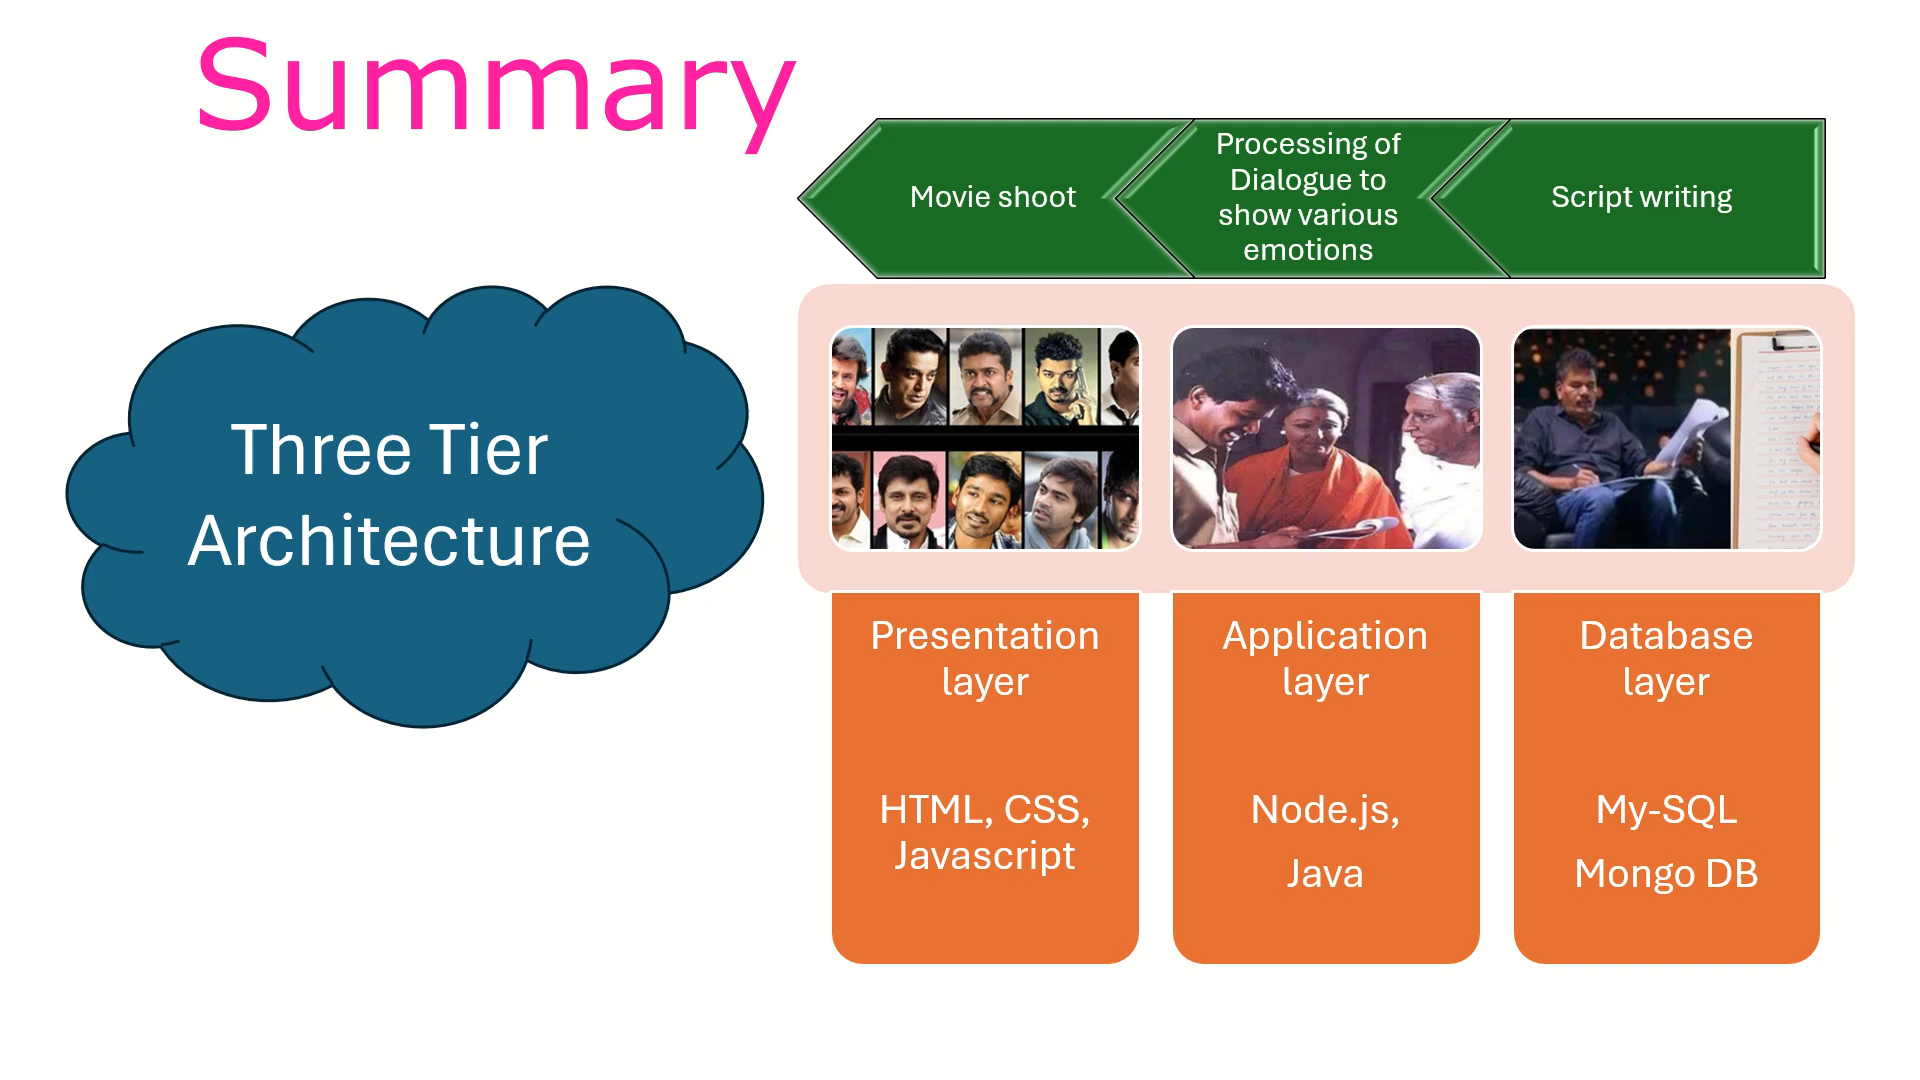 Summary
Movie shoot
Processing of
Dialogue to
show various
emotions
Script writing
Three Tier
Architecture
Presentation
layer
HTML, CSS,
Javascript
Application
layer
Node.js,
Java
Database
layer
My-SQL
Mongo DB